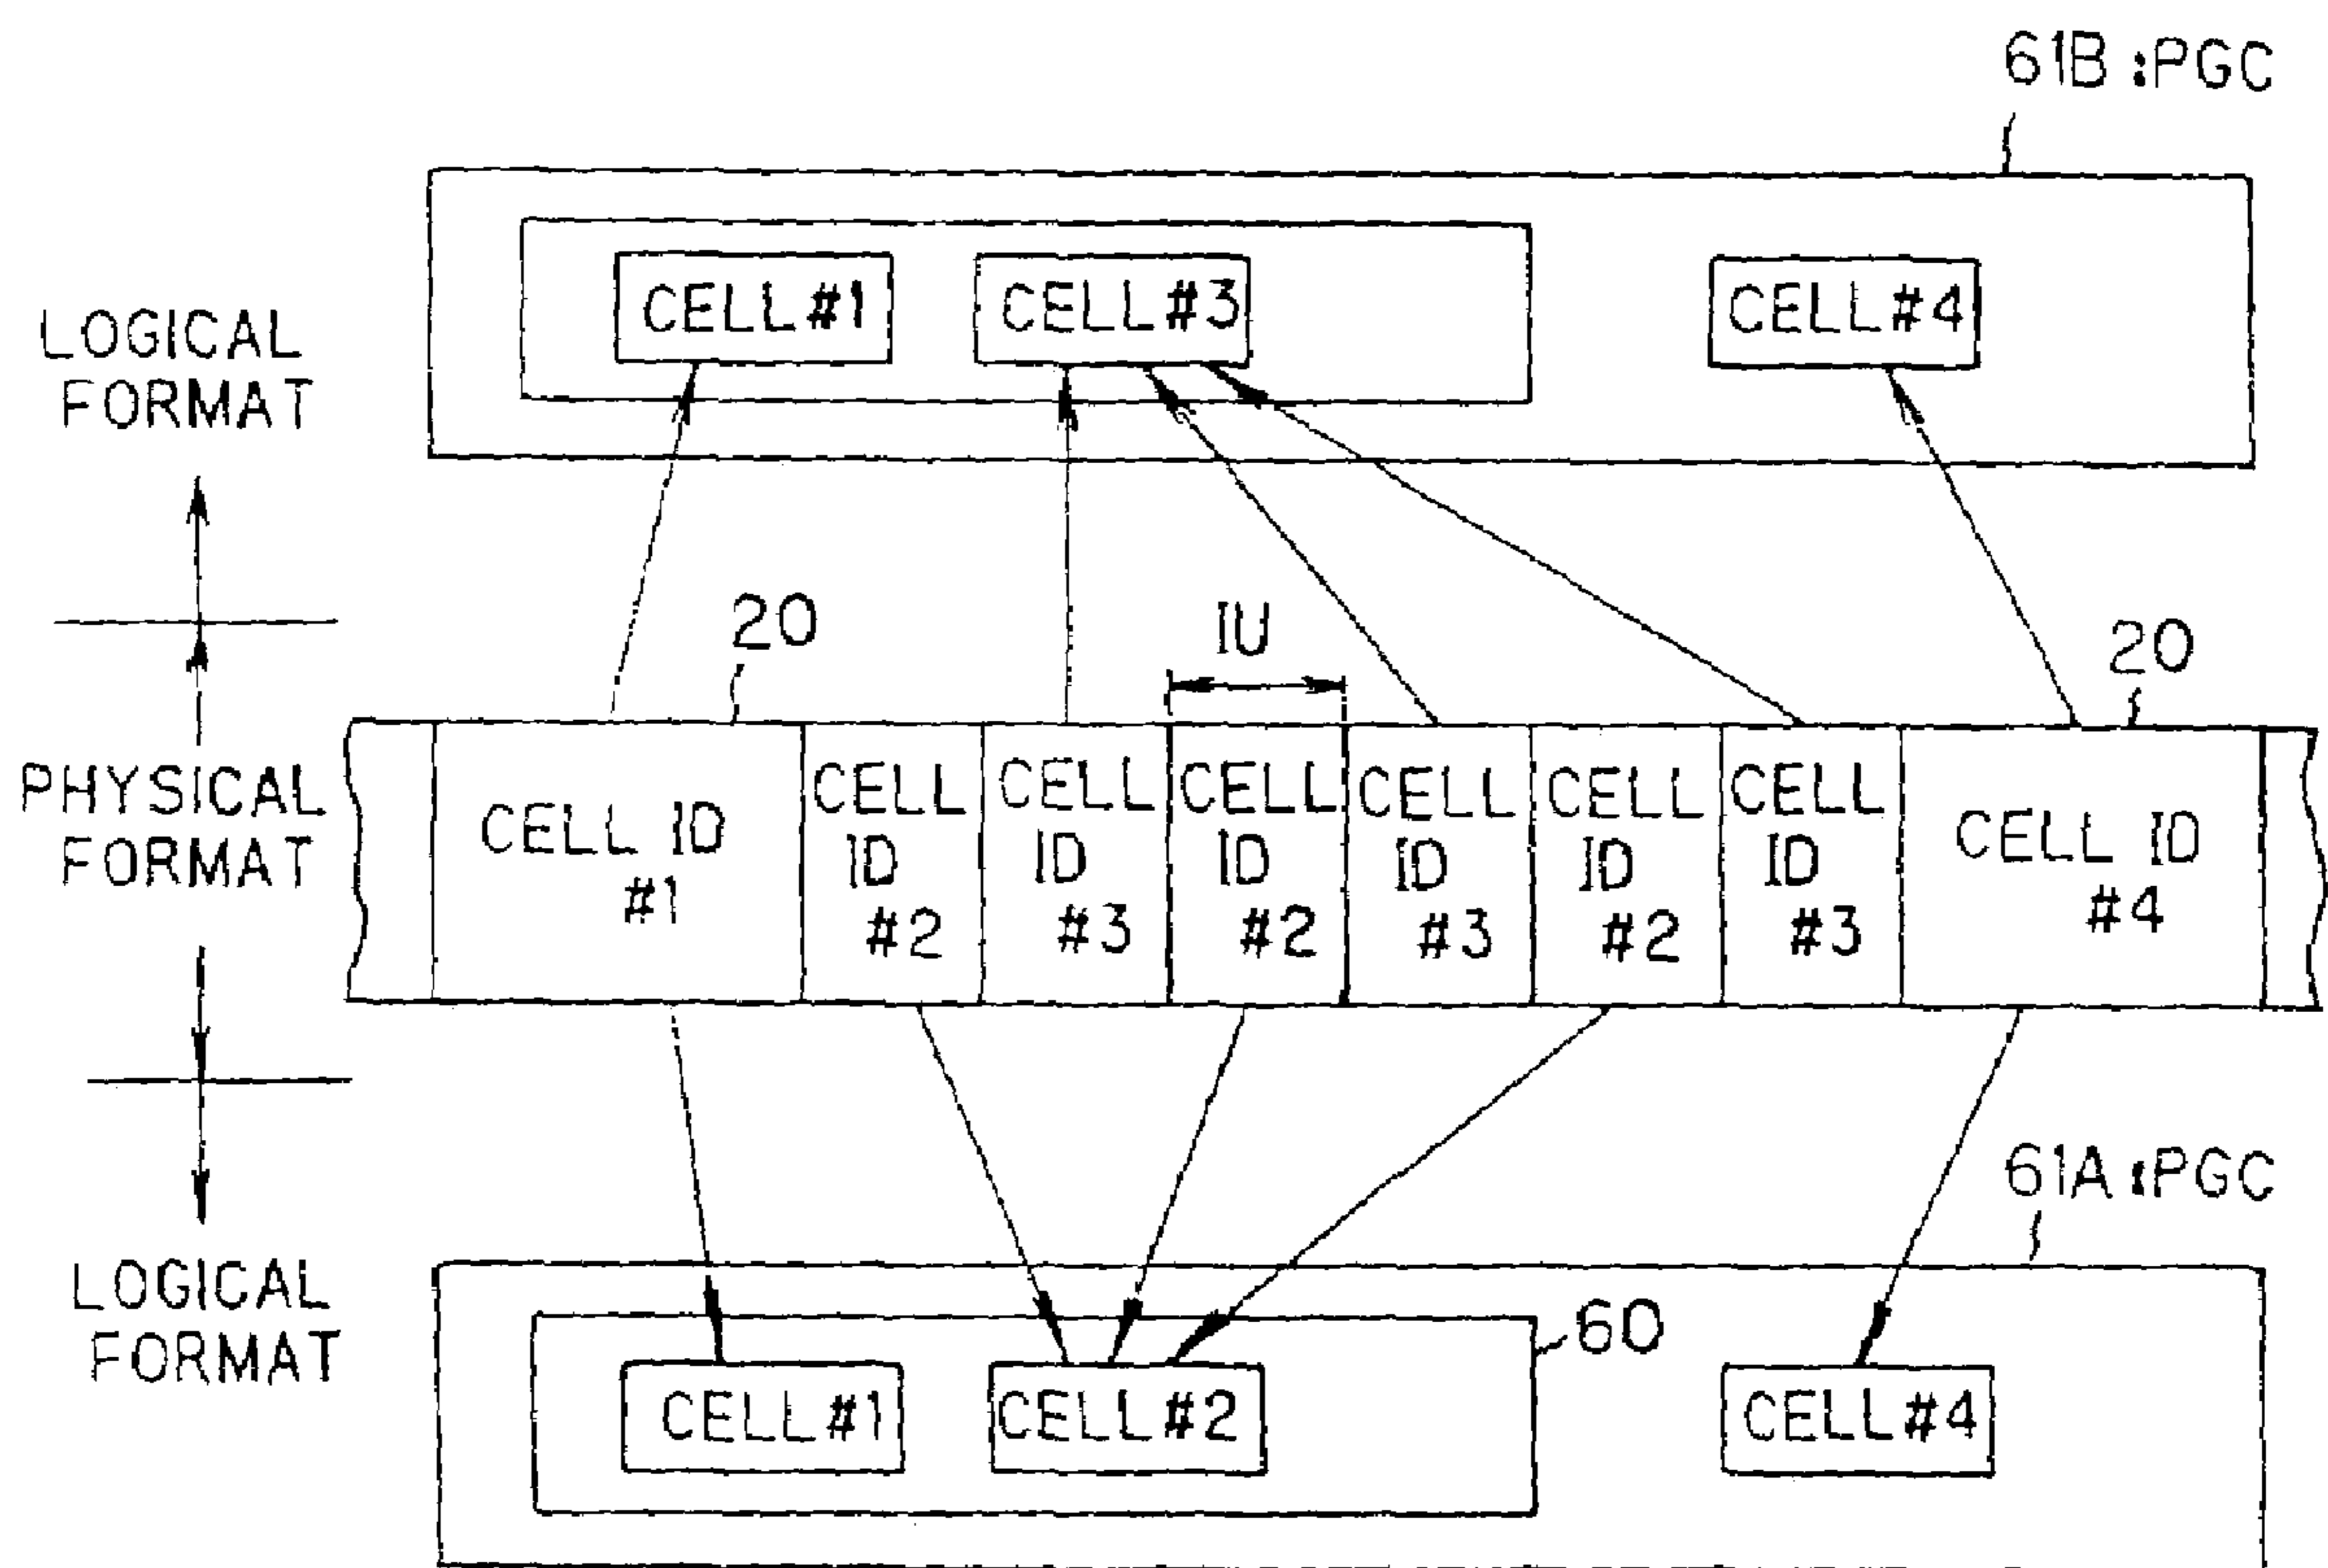 61B :PGC
CELL #1
CELL #3
CELL #4
LOGICAL
FORMAT
20
IU
20
PHYSICAL
FORMAT
CELL ID
#1
CELL
ID
#2
CELL
ID
#3
CELL
ID
#2
CELL
ID
#3
CELL
ID
#2
CELL
ID
#3
CELL ID
#4
61A :PGC
LOGICAL
FORMAT
60
CELL #1
CELL #2
CELL #4